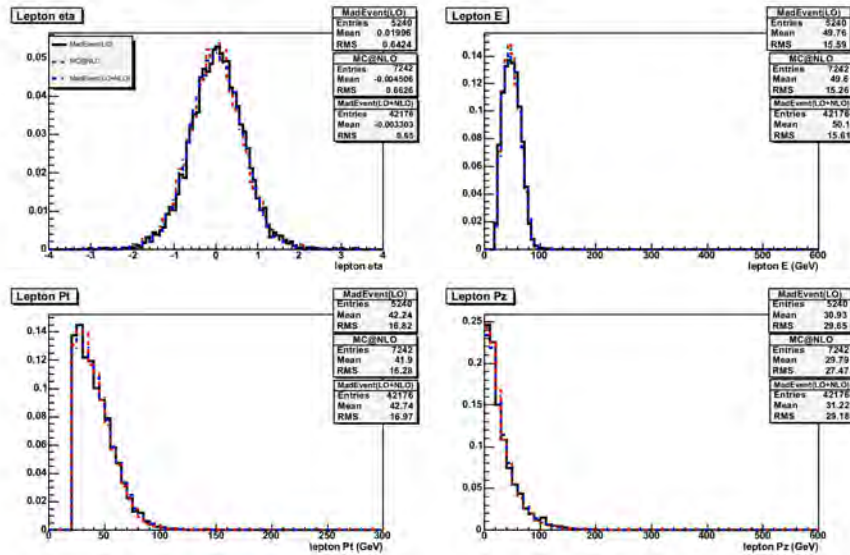 Lepton eta
MadEvent(LO)
MC@NLO
MadEvent(LO+NLO)
MadEvent(LO)
Entries 5240
Mean 0.01906
RMS 0.6424
MC@NLO
Entries 7242
Mean -0.004506
RMS 0.6626
MadEvent(LO+NLO)
Entries 42176
Mean -0.003303
RMS 0.65
0.05
0.04
0.03
0.02
0.01
0
-4 -3 -2 -1 0 1 2 3 4
lepton eta
Lepton E
MadEvent(LO)
Entries 5240
Mean 49.76
RMS 15.59
MC@NLO
Entries 7242
Mean 49.6
RMS 15.26
MadEvent(LO+NLO)
Entries 42176
Mean 50.1
RMS 15.61
0.14
0.12
0.1
0.08
0.06
0.04
0.02
0
0 100 200 300 400 500 600
lepton E (GeV)
Lepton Pt
MadEvent(LO)
Entries 5240
Mean 42.24
RMS 16.82
MC@NLO
Entries 7242
Mean 41.9
RMS 16.28
MadEvent(LO+NLO)
Entries 42176
Mean 42.74
RMS 16.97
0.14
0.12
0.1
0.08
0.06
0.04
0.02
0
0 50 100 150 200 250 300
lepton Pt (GeV)
Lepton Pz
MadEvent(LO)
Entries 5240
Mean 30.93
RMS 29.65
MC@NLO
Entries 7242
Mean 29.79
RMS 27.47
MadEvent(LO+NLO)
Entries 42176
Mean 31.22
RMS 29.18
0.25
0.2
0.15
0.1
0.05
0
0 100 200 300 400 500 600
lepton Pz (GeV)